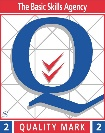 The Basic Skills Agency
Q
2 QUALITY MARK 2